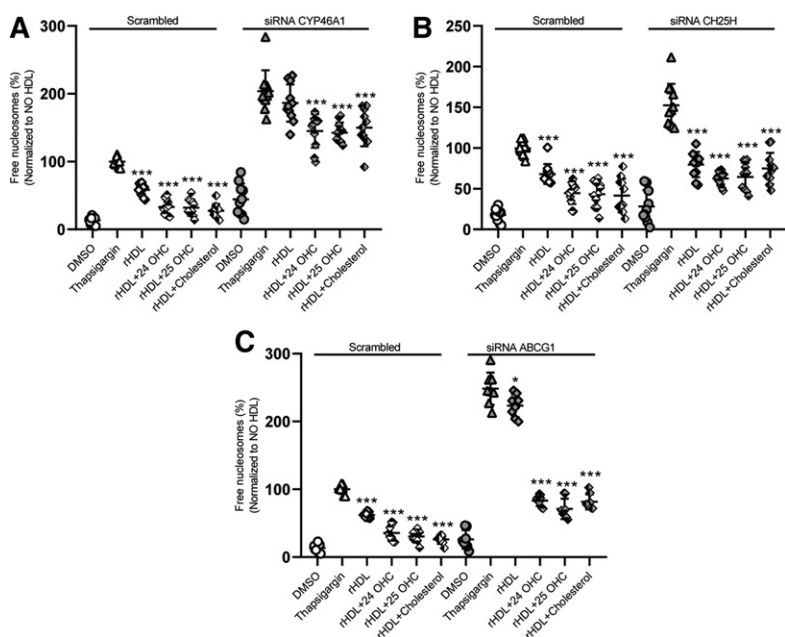 A
Scrambled
siRNA CYP46A1
Free nucleosomes (%)
(Normalized to NO HDL)
300
200
100
0
***
***
***
***
***
***
***
DMSO
Thapsigargin
rHDL
rHDL+24 OHC
rHDL+25 OHC
rHDL+Cholesterol
DMSO
Thapsigargin
rHDL
rHDL+24 OHC
rHDL+25 OHC
rHDL+Cholesterol
B
Scrambled
siRNA CH25H
Free nucleosomes (%)
(Normalized to NO HDL)
250
200
150
100
50
0
***
***
***
***
***
***
***
***
DMSO
Thapsigargin
rHDL
rHDL+24 OHC
rHDL+25 OHC
rHDL+Cholesterol
DMSO
Thapsigargin
rHDL
rHDL+24 OHC
rHDL+25 OHC
rHDL+Cholesterol
C
Scrambled
siRNA ABCG1
Free nucleosomes (%)
(Normalized to NO HDL)
300
200
100
0
***
***
***
***
*
***
***
***
DMSO
Thapsigargin
rHDL
rHDL+24 OHC
rHDL+25 OHC
rHDL+Cholesterol
DMSO
Thapsigargin
rHDL
rHDL+24 OHC
rHDL+25 OHC
rHDL+Cholesterol